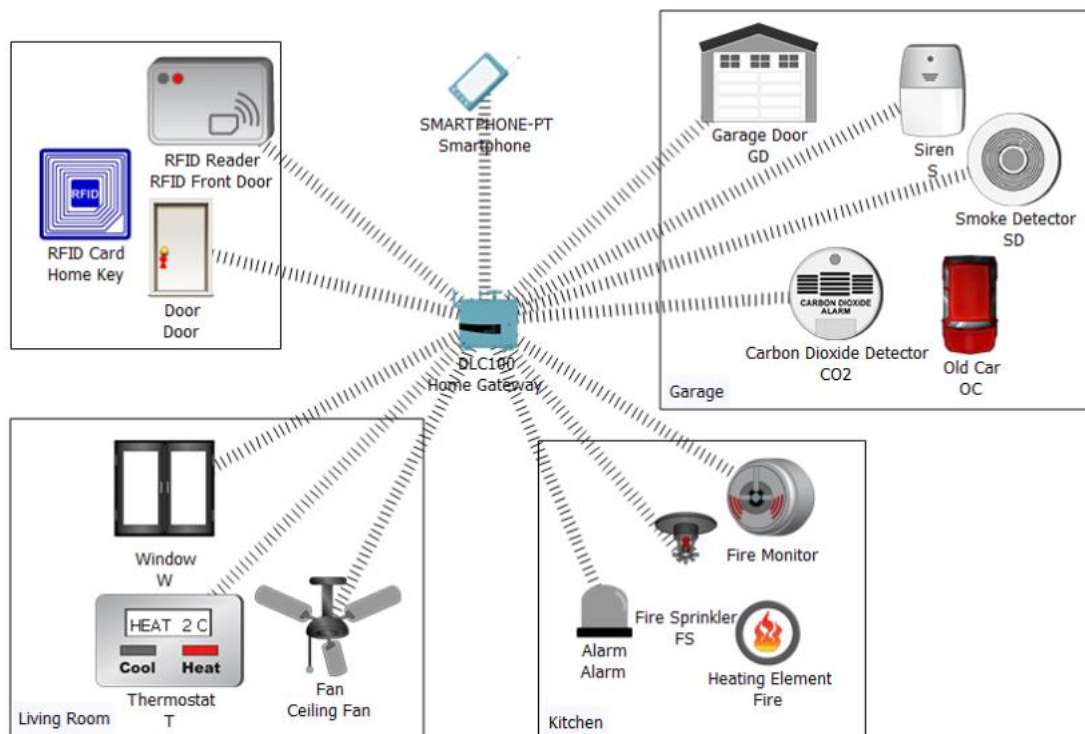 RFID Reader
RFID Front Door
RFID
RFID Card
Home Key
Door
Door
SMARTPHONE-PT
Smartphone
Garage Door
GD
Siren
S
Smoke Detector
SD
CARBON DIOXIDE
ALARM
Carbon Dioxide Detector
CO2
Old Car
OC
Garage
DLC100
Home Gateway
Window
W
HEAT 2 C
Cool Heat
Thermostat
T
Fan
Ceiling Fan
Living Room
Fire Monitor
Fire Sprinkler
FS
Alarm
Alarm
Heating Element
Fire
Kitchen